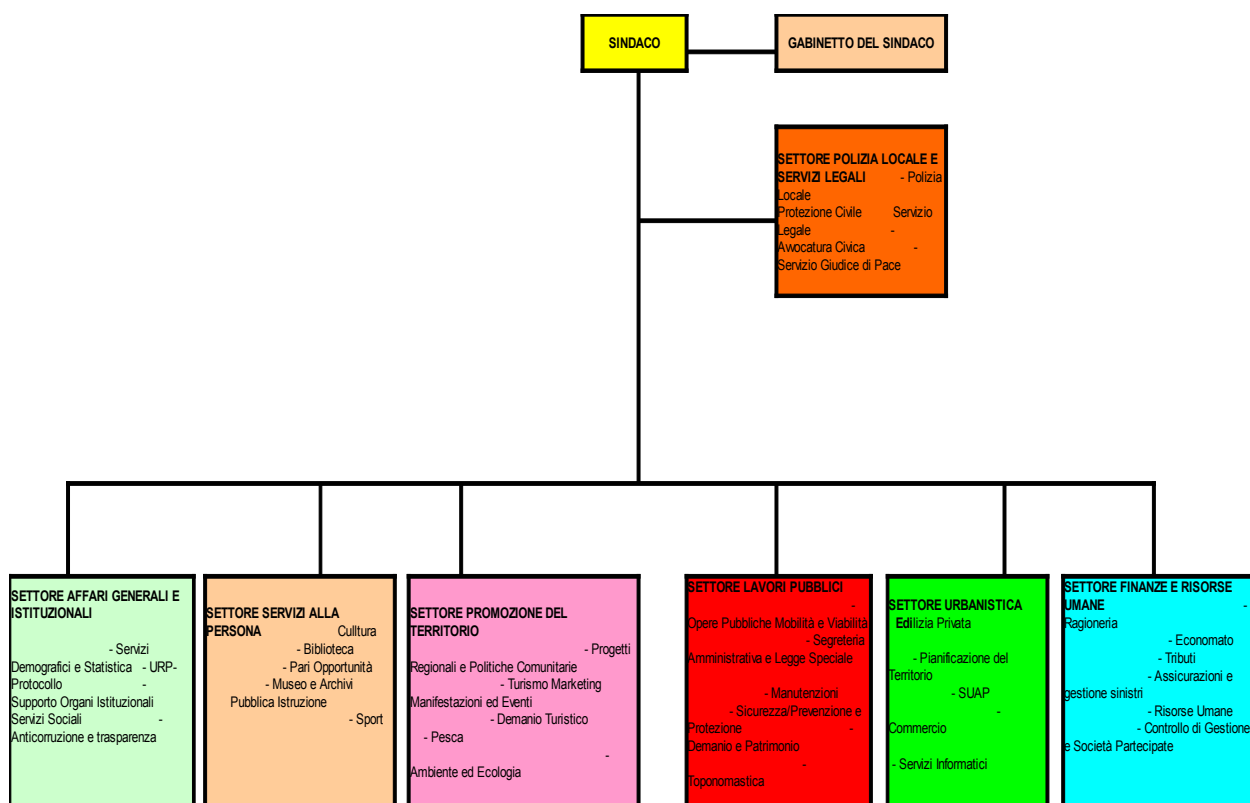 SINDACO
GABINETTO DEL SINDACO
SETTORE POLIZIA LOCALE E
SERVIZI LEGALI - Polizia
Locale
Protezione Civile Servizio
Legale -
Avvocatura Civica -
Servizio Giudice di Pace
SETTORE AFFARI GENERALI E
ISTITUZIONALI
- Servizi
Demografici e Statistica - URP-
Protocollo -
Supporto Organi Istituzionali
Servizi Sociali -
Anticorruzione e trasparenza
SETTORE SERVIZI ALLA
PERSONA Culltura
- Biblioteca
- Pari Opportunità
- Museo e Archivi
Pubblica Istruzione
- Sport
SETTORE PROMOZIONE DEL
TERRITORIO
- Progetti
Regionali e Politiche Comunitarie
- Turismo Marketing
Manifestazioni ed Eventi
- Demanio Turistico
- Pesca
-
Ambiente ed Ecologia
SETTORE LAVORI PUBBLICI
-
Opere Pubbliche Mobilità e Viabilità
- Segreteria
Amministrativa e Legge Speciale
- Manutenzioni
- Sicurezza/Prevenzione e
Protezione -
Demanio e Patrimonio
-
Toponomastica
SETTORE URBANISTICA
Edilizia Privata
- Pianificazione del
Territorio
- SUAP
-
Commercio
- Servizi Informatici
SETTORE FINANZE E RISORSE
UMANE -
Ragioneria
- Economato
- Tributi
- Assicurazioni e
gestione sinistri
- Risorse Umane
- Controllo di Gestione
e Società Partecipate